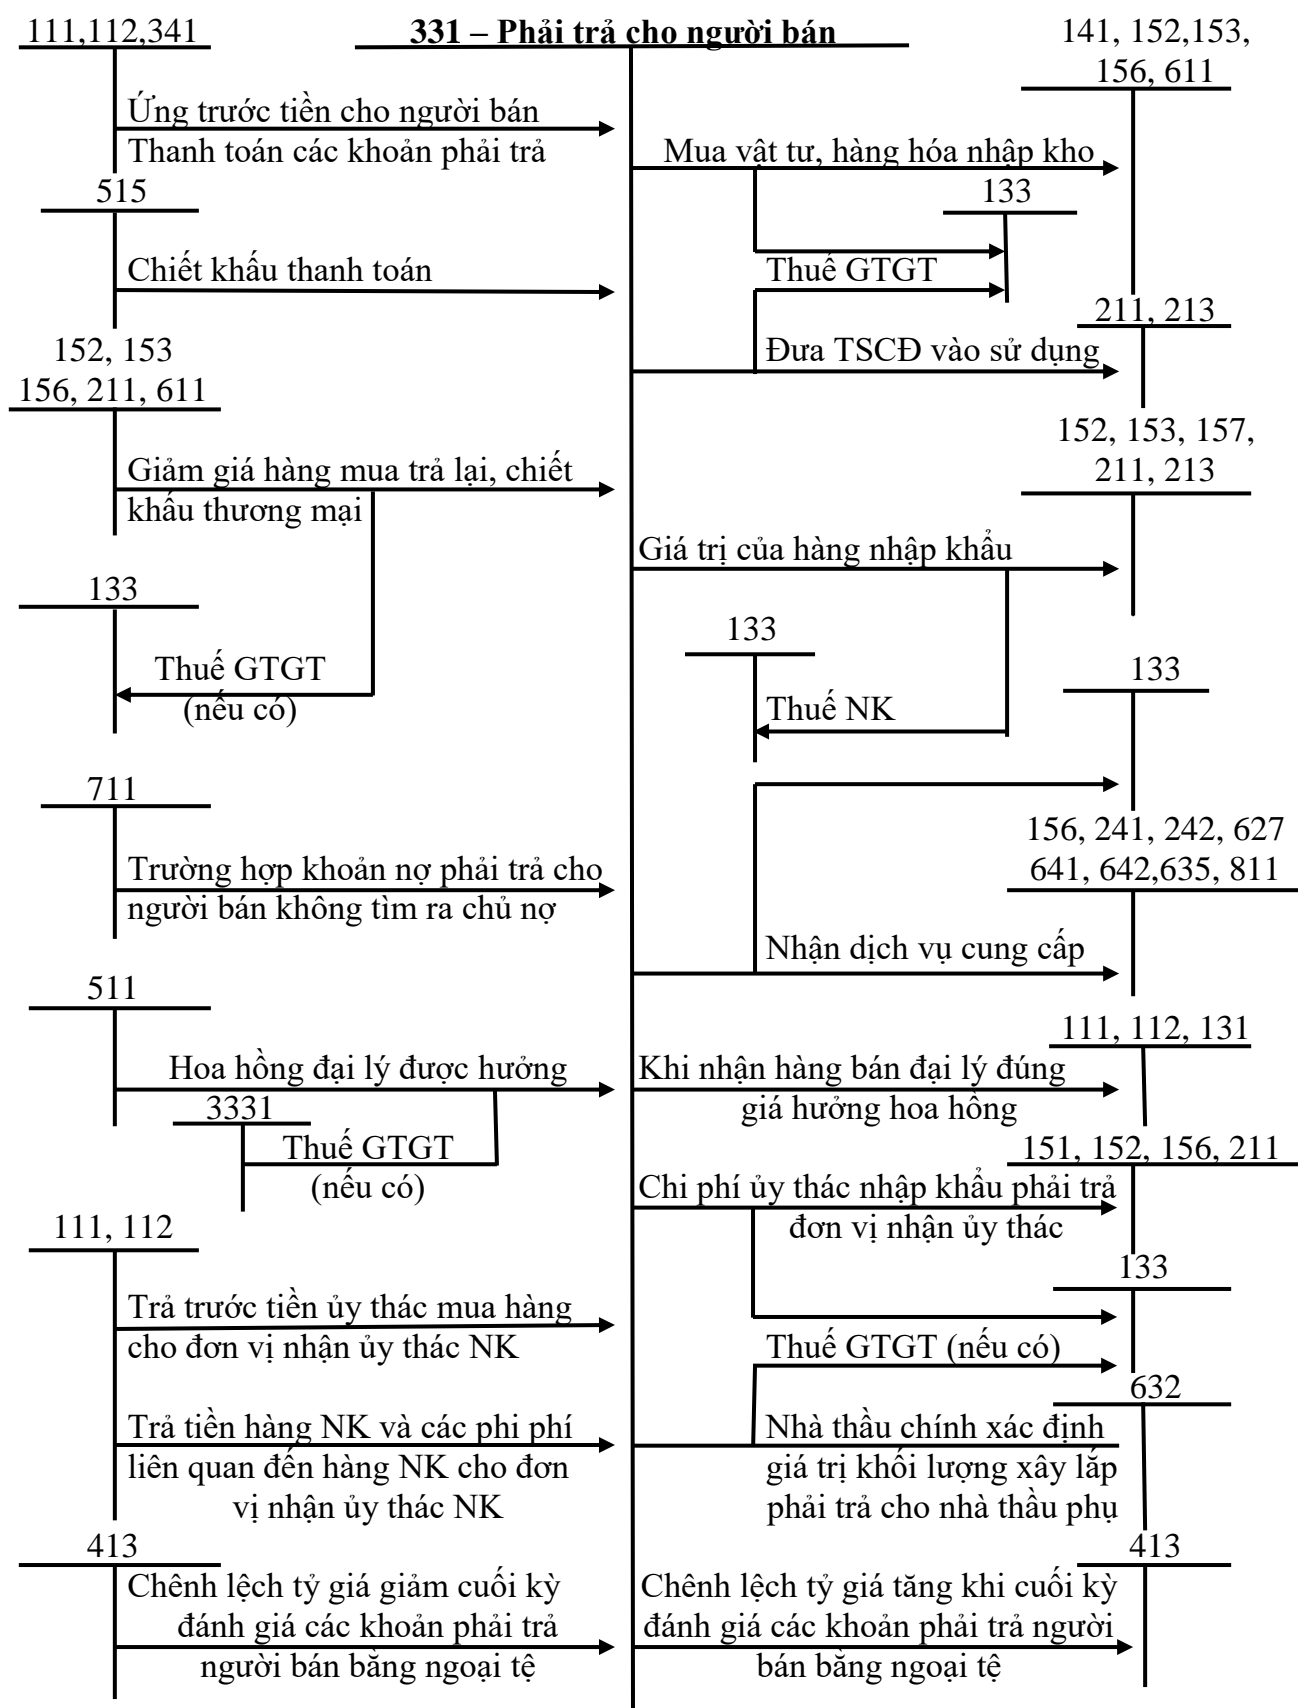 111,112,341
331 – Phải trả cho người bán
141, 152,153,
156, 611
Ứng trước tiền cho người bán
Thanh toán các khoản phải trả
Mua vật tư, hàng hóa nhập kho
515
133
Chiết khấu thanh toán
Thuế GTGT
211, 213
152, 153
156, 211, 611
Đưa TSCĐ vào sử dụng
152, 153, 157,
211, 213
Giảm giá hàng mua trả lại, chiết
khấu thương mại
Giá trị của hàng nhập khẩu
133
133
Thuế GTGT
(nếu có)
133
Thuế NK
711
156, 241, 242, 627
641, 642,635, 811
Trường hợp khoản nợ phải trả cho
người bán không tìm ra chủ nợ
Nhận dịch vụ cung cấp
511
111, 112, 131
Hoa hồng đại lý được hưởng
Khi nhận hàng bán đại lý đúng
giá hưởng hoa hồng
3331
Thuế GTGT
(nếu có)
151, 152, 156, 211
Chi phí ủy thác nhập khẩu phải trả
đơn vị nhận ủy thác
111, 112
133
Trả trước tiền ủy thác mua hàng
cho đơn vị nhận ủy thác NK
Thuế GTGT (nếu có)
632
Trả tiền hàng NK và các phi phí
liên quan đến hàng NK cho đơn
vị nhận ủy thác NK
Nhà thầu chính xác định
giá trị khối lượng xây lắp
phải trả cho nhà thầu phụ
413
413
Chênh lệch tỷ giá giảm cuối kỳ
đánh giá các khoản phải trả
người bán bằng ngoại tệ
Chênh lệch tỷ giá tăng khi cuối kỳ
đánh giá các khoản phải trả người
bán bằng ngoại tệ